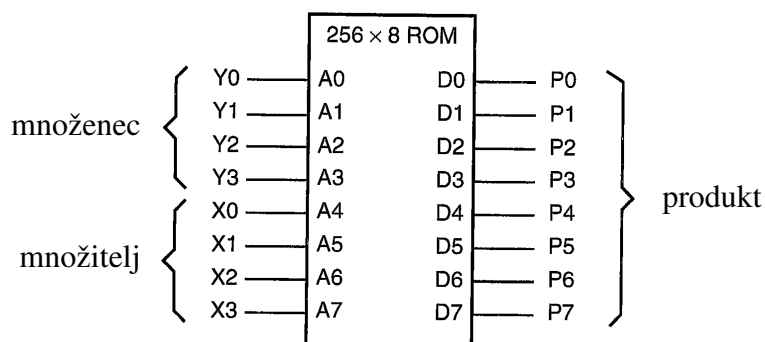 256 × 8 ROM
Y0 A0 D0 P0
Y1 A1 D1 P1
množenec
Y2 A2 D2 P2
Y3 A3 D3 P3
produkt
X0 A4 D4 P4
X1 A5 D5 P5
množitelj
X2 A6 D6 P6
X3 A7 D7 P7